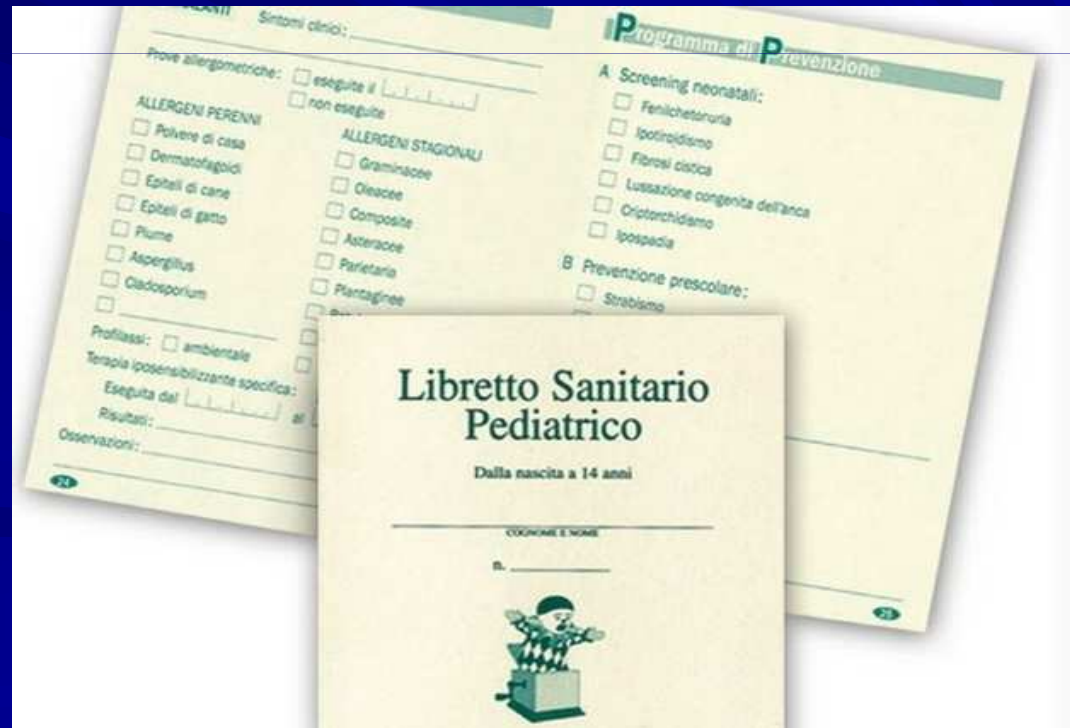 ALANTI
Sintomi clinici:
Prove allergometriche: eseguite il
non eseguite
ALLERGENI PERENNI
Polvere di casa
Dermatofagoidi
Epiteli di cane
Epiteli di gatto
Piume
Aspergillus
Cladosporium
ALLERGENI STAGIONALI
Graminacee
Oleacee
Composite
Asteracee
Parietaria
Plantaginee
Profilassi: ambientale
Terapia iposensibilizzante specifica:
Eseguita dal al
Risultati:
Osservazioni:
24
Programma di Prevenzione
A Screening neonatali:
Fenilchetonuria
Ipotiroidismo
Fibrosi cistica
Lussazione congenita dell'anca
Criptorchidismo
Ipospadia
B Prevenzione prescolare:
Strabismo
25
Libretto Sanitario
Pediatrico
Dalla nascita a 14 anni
COGNOME E NOME
n.